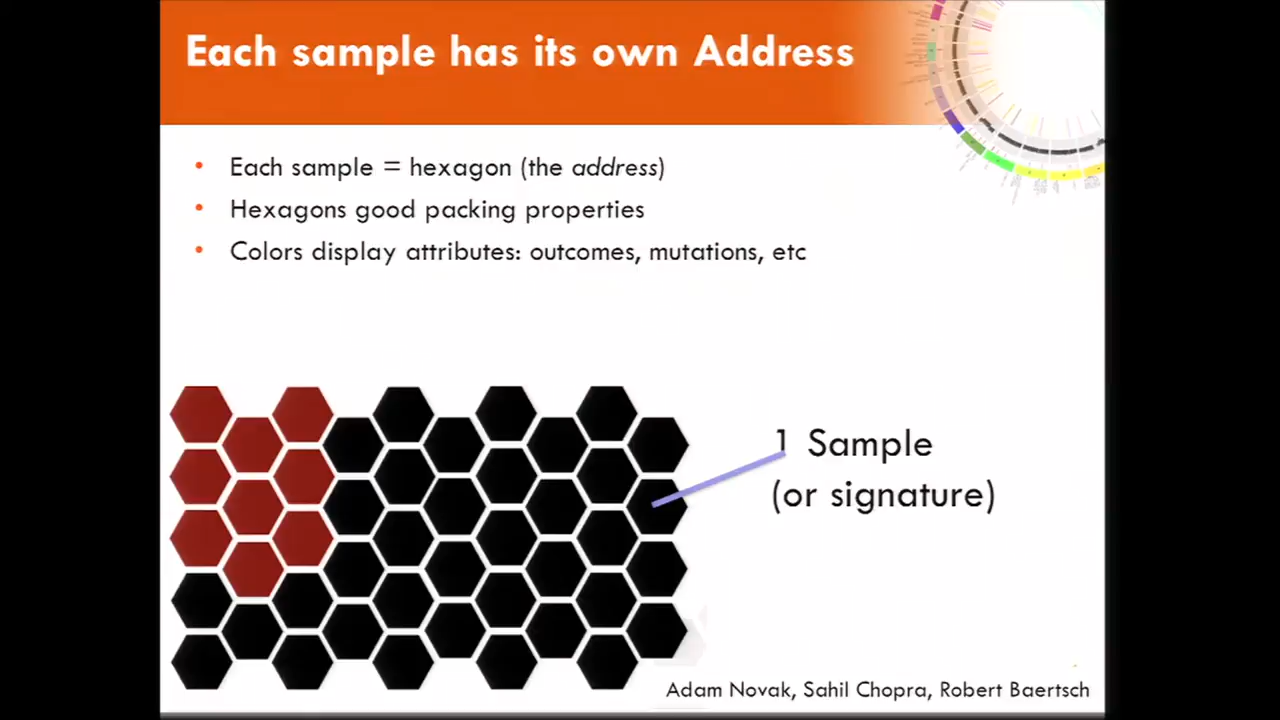 Each sample has its own Address
• Each sample = hexagon (the address)
• Hexagons good packing properties
• Colors display attributes: outcomes, mutations, etc
1 Sample
(or signature)
Adam Novak, Sahil Chopra, Robert Baertsch